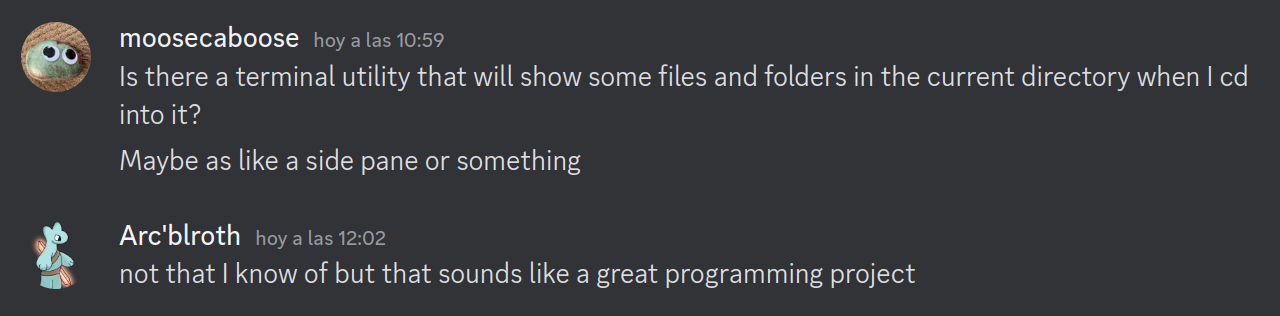 moosecaboose hoy a las 10:59
Is there a terminal utility that will show some files and folders in the current directory when I cd
into it?
Maybe as like a side pane or something
Arc'blroth hoy a las 12:02
not that I know of but that sounds like a great programming project